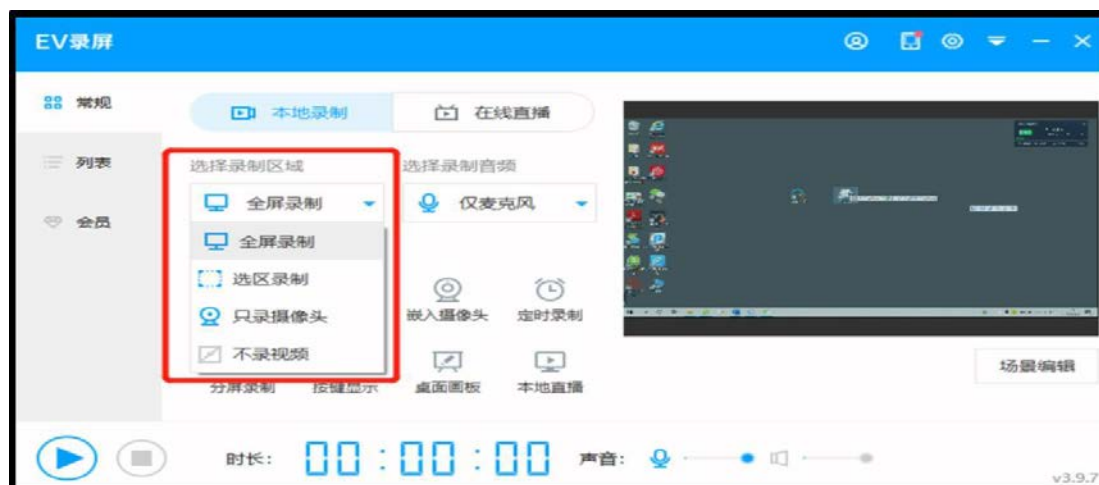 EV录屏
常规
本地录制
在线直播
列表
选择录制区域
选择录制音频
全屏录制
仅麦克风
会员
全屏录制
选区录制
只录摄像头
嵌入摄像头
定时录制
不录视频
分屏录制
按键显示
桌面画板
本地直播
场景编辑
时长:
00:00:00
声音:
v3.9.7